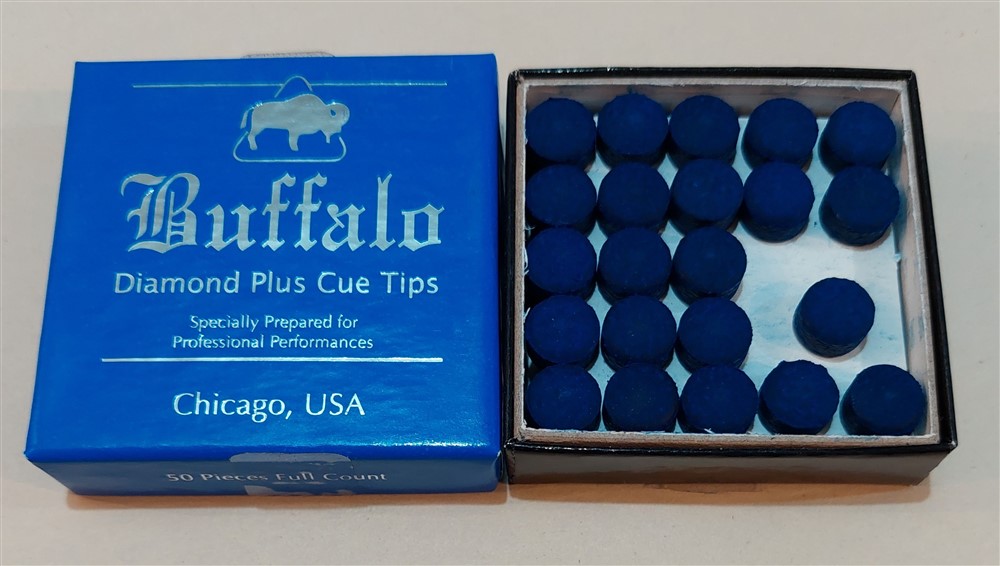 Buffalo
Diamond Plus Cue Tips
Specially Prepared for
Professional Performances
Chicago, USA
50 Pieces Full Count